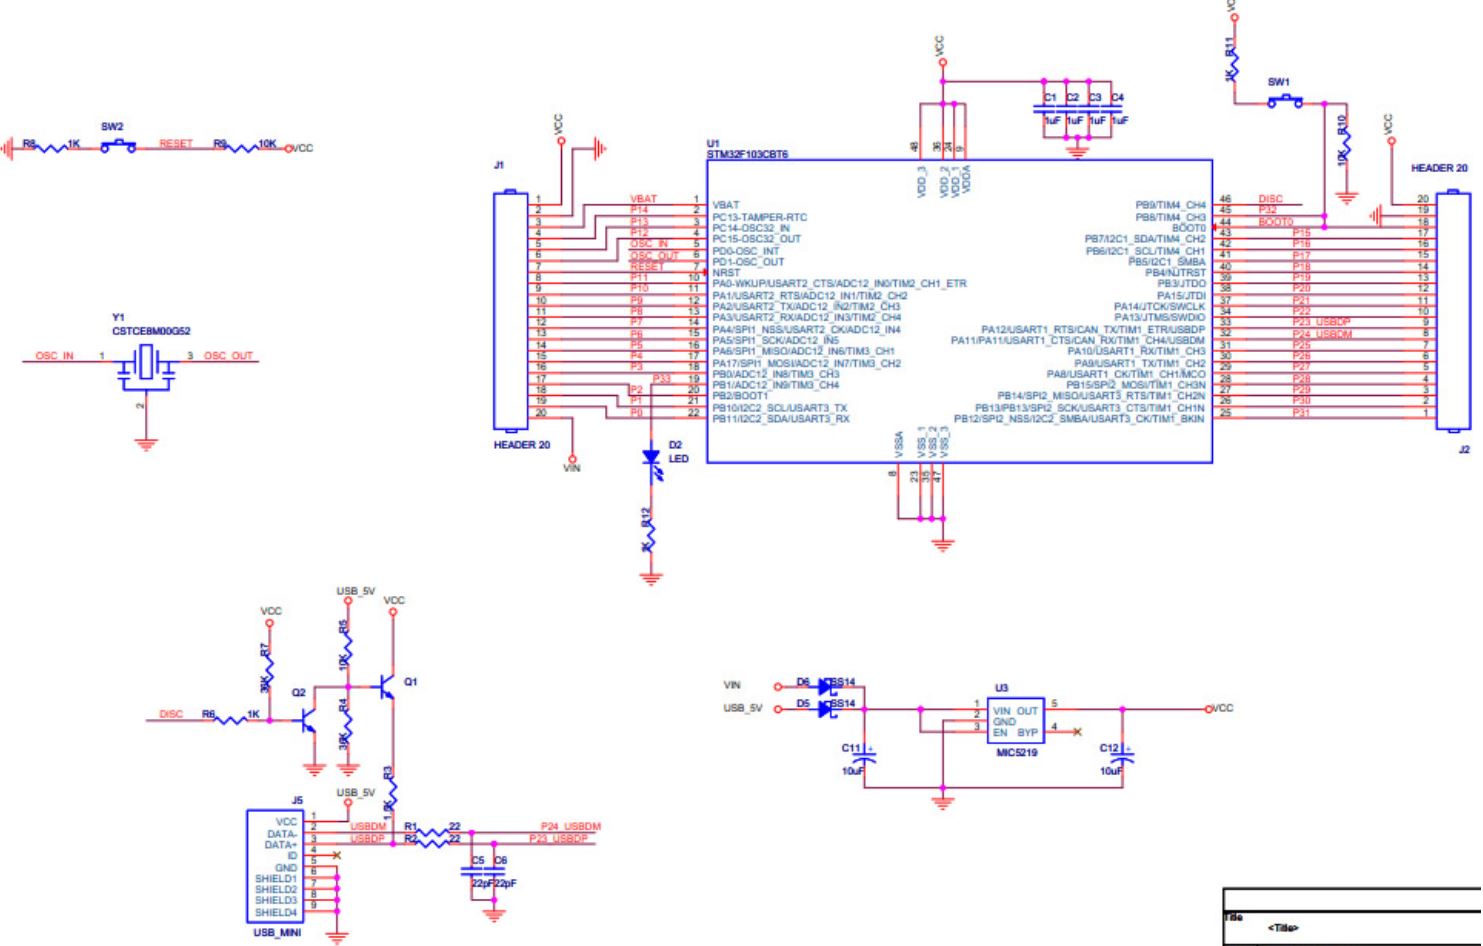 VCC
R11
1K
SW1
R10
10K
VCC
HEADER 20
VCC
C1 C2 C3 C4
1uF 1uF 1uF 1uF
SW2
R8 1K RESET R9 10K VCC
VCC
J1
U1
STM32F103CBT6
48 36 24 9
VDD_3 VDD_2 VDD_1 VDDA
1 VBAT 1 VBAT
2 P14 2 PC13-TAMPER-RTC
3 P13 3 PC14-OSC32_IN
4 P12 4 PC15-OSC32_OUT
5 OSC_IN 5 PD0-OSC_INT
6 OSC_OUT 6 PD1-OSC_OUT
7 RESET 7 NRST
8 P11 10 PA0-WKUP/USART2_CTS/ADC12_IN0/TIM2_CH1_ETR
9 P10 11 PA1/USART2_RTS/ADC12_IN1/TIM2_CH2
10 P9 12 PA2/USART2_TX/ADC12_IN2/TIM2_CH3
11 P8 13 PA3/USART2_RX/ADC12_IN3/TIM2_CH4
12 P7 14 PA4/SPI1_NSS/USART2_CK/ADC12_IN4
13 P6 15 PA5/SPI1_SCK/ADC12_IN5
14 P5 16 PA6/SPI1_MISO/ADC12_IN6/TIM3_CH1
15 P4 17 PA17/SPI1_MOSI/ADC12_IN7/TIM3_CH2
16 P3 18 PB0/ADC12_IN8/TIM3_CH3
17 P33 19 PB1/ADC12_IN9/TIM3_CH4
18 P2 20 PB2/BOOT1
19 P1 21 PB10/I2C2_SCL/USART3_TX
20 P0 22 PB11/I2C2_SDA/USART3_RX
HEADER 20
VIN
D2
LED
R12
1K
PB9/TIM4_CH4 46 DISC 20
PB8/TIM4_CH3 45 P32 19
BOOT0 44 BOOT0 18
PB7/I2C1_SDA/TIM4_CH2 43 P15 17
PB6/I2C1_SCL/TIM4_CH1 42 P16 16
PB5/I2C1_SMBA 41 P17 15
PB4/NJTRST 40 P18 14
PB3/JTDO 39 P19 13
PA15/JTDI 38 P20 12
PA14/JTCK/SWCLK 37 P21 11
PA13/JTMS/SWDIO 34 P22 10
PA12/USART1_RTS/CAN_TX/TIM1_ETR/USBDP 33 P23_USBDP 9
PA11/PA11/USART1_CTS/CAN_RX/TIM1_CH4/USBDM 32 P24_USBDM 8
PA10/USART1_RX/TIM1_CH3 31 P25 7
PA9/USART1_TX/TIM1_CH2 30 P26 6
PA8/USART1_CK/TIM1_CH1/MCO 29 P27 5
PB15/SPI2_MOSI/TIM1_CH3N 28 P28 4
PB14/SPI2_MISO/USART3_RTS/TIM1_CH2N 27 P29 3
PB13/PB13/SPI2_SCK/USART3_CTS/TIM1_CH1N 26 P30 2
PB12/SPI2_NSS/I2C2_SMBA/USART3_CK/TIM1_BKIN 25 P31 1
J2
VSSA VSS_1 VSS_2 VSS_3
8 23 35 47
Y1
CSTCE8M00G52
OSC_IN 1 3 OSC_OUT
2
USB_5V
VCC VCC
R7
R5
10K
Q2 Q1
DISC R6 1K
R4
R3
J5 USB_5V
VCC 1
DATA- 2 USBDM R1 22 P24_USBDM
DATA+ 3 USBDP R2 22 P23_USBDP
ID 4
GND 5
SHIELD1 6
SHIELD2 7
SHIELD3 8
SHIELD4 9
USB_MINI
C5 C6
22pF 22pF
VIN D6 SS14
USB_5V D5 SS14
U3
1 VIN OUT 5 VCC
2 GND
3 EN BYP 4
MIC5219
C11 +
10uF
C12 +
10uF
Title
<Title>